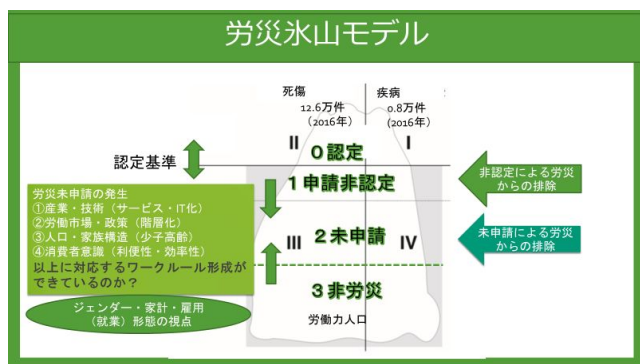 労災氷山モデル
死傷
疾病
12.6万件
(2016年)
0.8万件
(2016年)
II
I
0認定
認定基準
1申請非認定
非認定による労災
からの排除
労災未申請の発生
①産業・技術(サービス・IT化)
②労働市場・政策(階層化)
③人口・家族構造(少子高齢)
④消費者意識(利便性・効率性)
以上に対応するワークルール形成が
できているのか?
III
2未申請
IV
未申請による労災
からの排除
3非労災
労働力人口
ジェンダー・家計・雇用
(就業)形態の視点